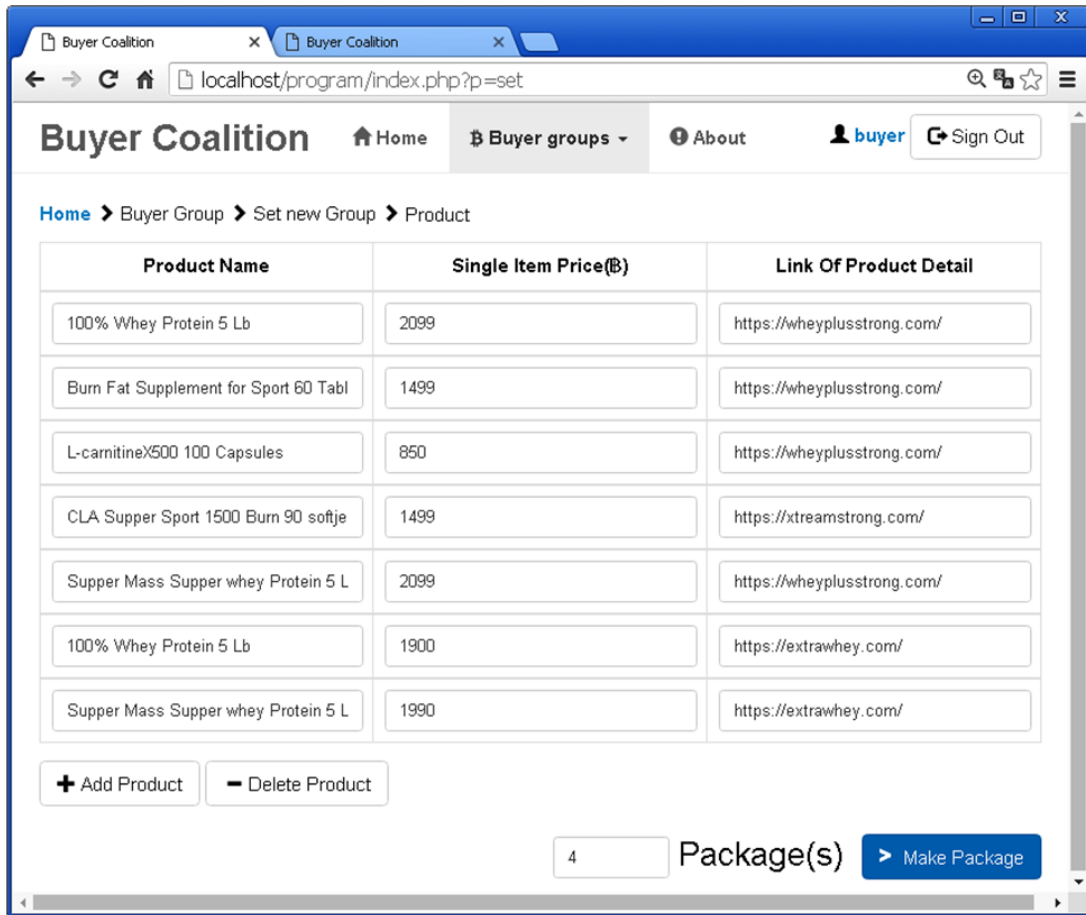 Buyer Coalition Buyer Coalition
localhost/program/index.php?p=set
Buyer Coalition Home Buyer groups About buyer Sign Out
Home Buyer Group Set new Group Product
Product Name Single Item Price(฿) Link Of Product Detail
100% Whey Protein 5 Lb 2099 https://wheyplusstrong.com/
Burn Fat Supplement for Sport 60 Tabl 1499 https://wheyplusstrong.com/
L-carnitineX500 100 Capsules 850 https://wheyplusstrong.com/
CLA Supper Sport 1500 Burn 90 softje 1499 https://xtreamstrong.com/
Supper Mass Supper whey Protein 5 L 2099 https://wheyplusstrong.com/
100% Whey Protein 5 Lb 1900 https://extrawhey.com/
Supper Mass Supper whey Protein 5 L 1990 https://extrawhey.com/
Add Product Delete Product
4 Package(s) > Make Package